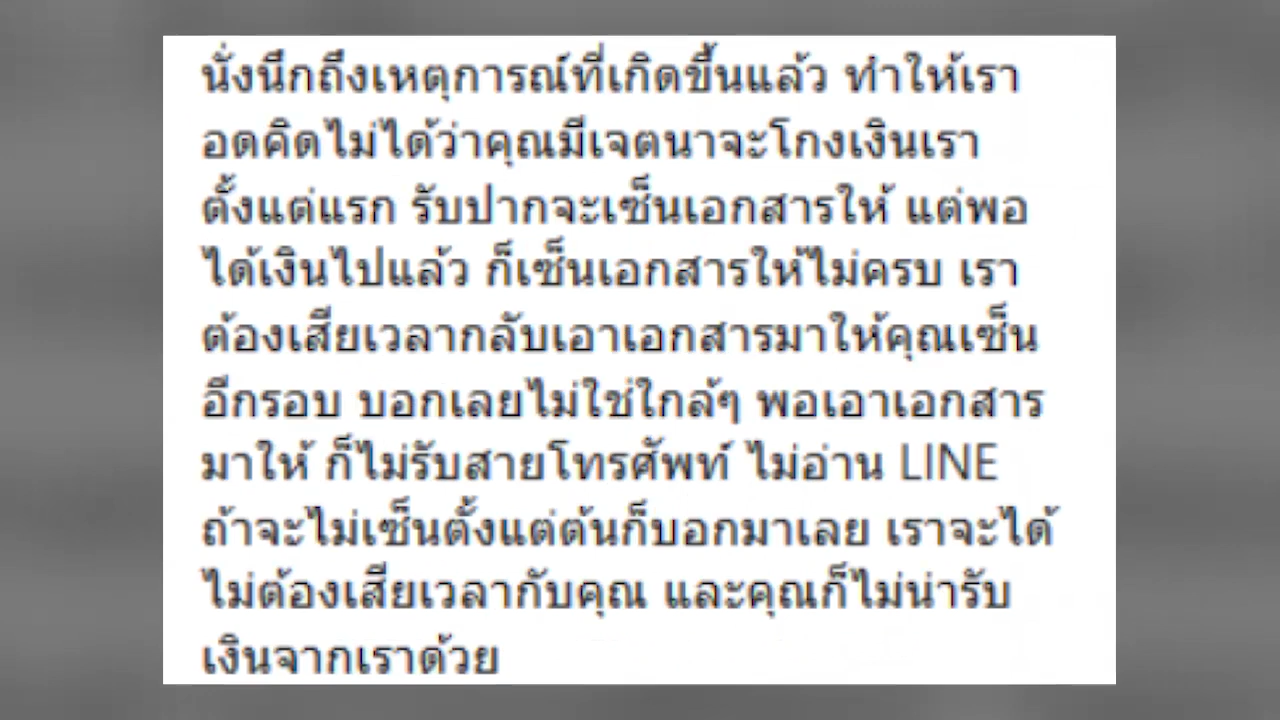 นั่งนึกถึงเหตุการณ์ที่เกิดขึ้นแล้ว ทำให้เรา
อดคิดไม่ได้ว่าคุณมีเจตนาจะโกงเงินเรา
ตั้งแต่แรก รับปากจะเซ็นเอกสารให้ แต่พอ
ได้เงินไปแล้ว ก็เซ็นเอกสารให้ไม่ครบ เรา
ต้องเสียเวลากลับเอาเอกสารมาให้คุณเซ็น
อีกรอบ บอกเลยไม่ใช่ใกล้ๆ พอเอาเอกสาร
มาให้ ก็ไม่รับสายโทรศัพท์ ไม่อ่าน LINE
ถ้าจะไม่เซ็นตั้งแต่ต้นก็บอกมาเลย เราจะได้
ไม่ต้องเสียเวลากับคุณ และคุณก็ไม่น่ารับ
เงินจากเราด้วย